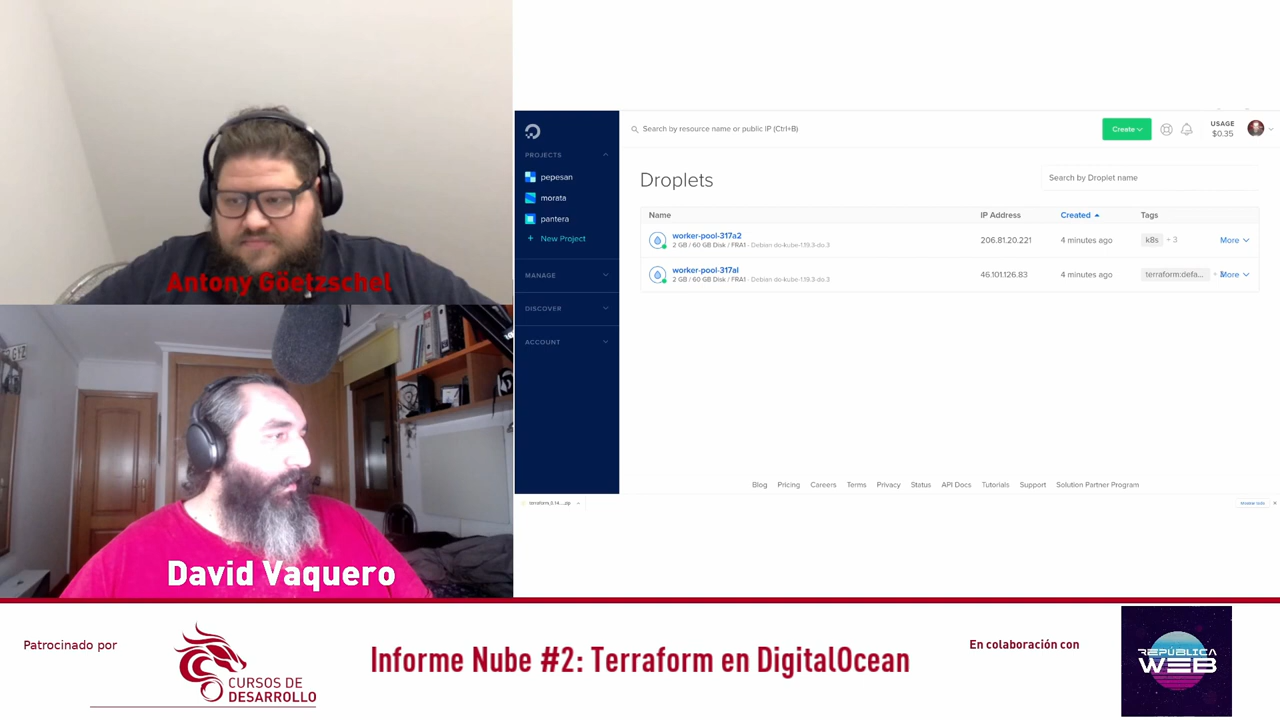 Antony Göetzschel
David Vaquero
PROJECTS
pepesan
morata
pantera
+ New Project
MANAGE
DISCOVER
ACCOUNT
Search by resource name or public IP (Ctrl+B)
Create
USAGE
$0.35
Droplets
Search by Droplet name
Name IP Address Created Tags
worker-pool-317a2 206.81.20.221 4 minutes ago k8s + 3 More
2 GB / 60 GB Disk / FRA1 - Debian do-kube-1.19.3-do.3
worker-pool-317al 46.101.126.83 4 minutes ago terraform:defa... More
2 GB / 60 GB Disk / FRA1 - Debian do-kube-1.19.3-do.3
Blog Pricing Careers Terms Privacy Status API Docs Tutorials Support Solution Partner Program
terraform_0.14....zip
Patrocinado por
CURSOS DE
DESARROLLO
Informe Nube #2: Terraform en DigitalOcean
En colaboración con
REPÚBLICA
WEB